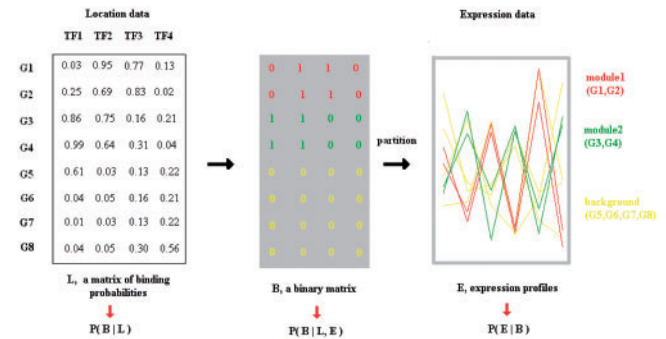 Location data
Expression data
TF1 TF2 TF3 TF4
G1 0.03 0.95 0.77 0.13 0 1 1 0
G2 0.25 0.69 0.83 0.02 0 1 1 0
G3 0.86 0.75 0.16 0.21 1 1 0 0
G4 0.99 0.64 0.31 0.04 1 1 0 0
G5 0.61 0.03 0.13 0.22 0 0 0 0
G6 0.04 0.05 0.16 0.21 0 0 0 0
G7 0.01 0.03 0.13 0.22 0 0 0 0
G8 0.04 0.05 0.30 0.56 0 0 0 0
partition
module1
(G1,G2)
module2
(G3,G4)
background
(G5,G6,G7,G8)
L, a matrix of binding
probabilities
B, a binary matrix
E, expression profiles
P( B | L )
P( B | L, E )
P( E | B )